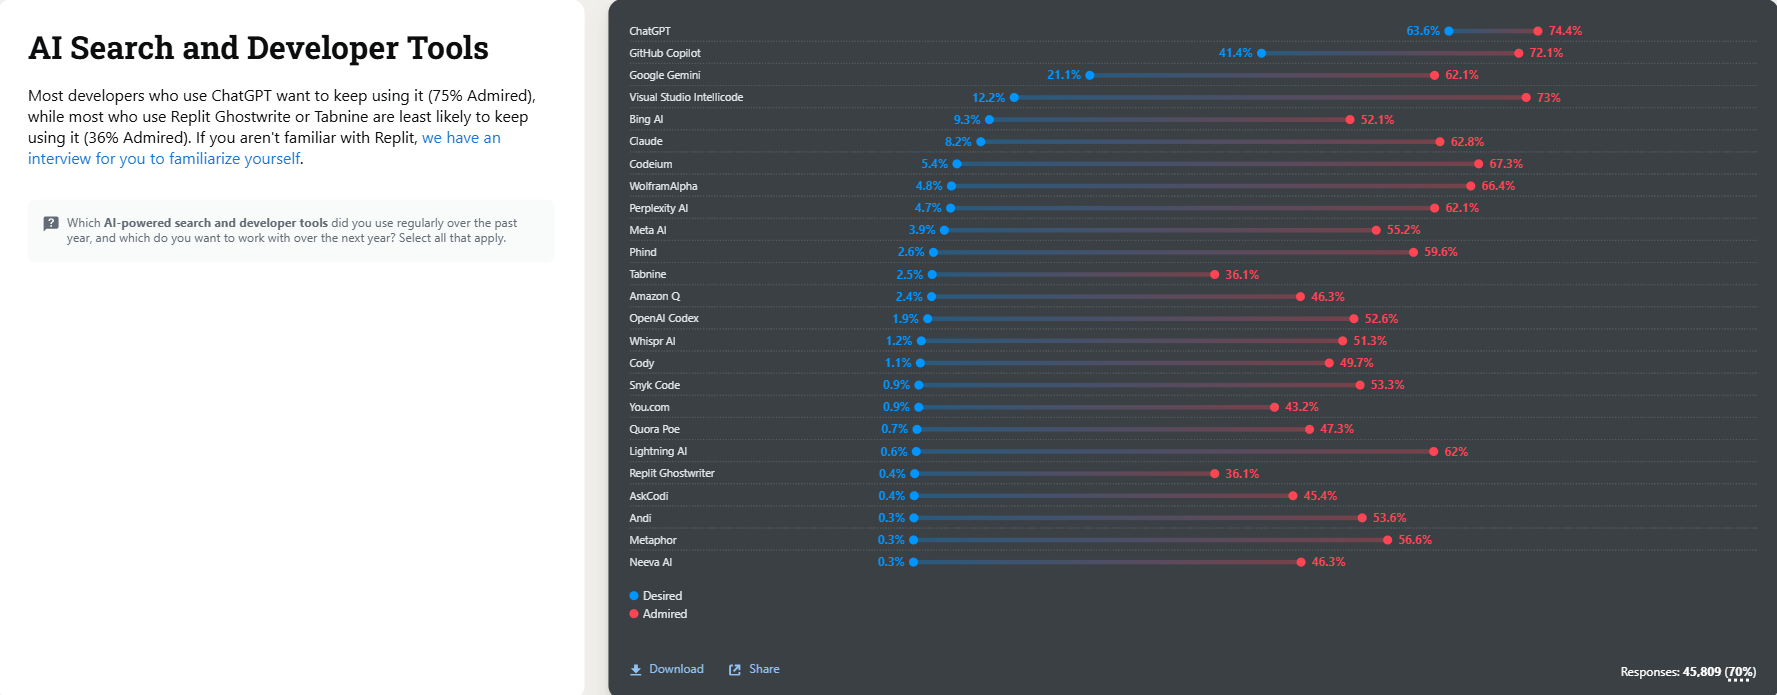 AI Search and Developer Tools
Most developers who use ChatGPT want to keep using it (75% Admired),
while most who use Replit Ghostwrite or Tabnine are least likely to keep
using it (36% Admired). If you aren't familiar with Replit, we have an
interview for you to familiarize yourself.
Which AI-powered search and developer tools did you use regularly over the past
year, and which do you want to work with over the next year? Select all that apply.
ChatGPT 63.6% 74.4%
GitHub Copilot 41.4% 72.1%
Google Gemini 21.1% 62.1%
Visual Studio Intellicode 12.2% 73%
Bing AI 9.3% 52.1%
Claude 8.2% 62.8%
Codeium 5.4% 67.3%
WolframAlpha 4.8% 66.4%
Perplexity AI 4.7% 62.1%
Meta AI 3.9% 55.2%
Phind 2.6% 59.6%
Tabnine 2.5% 36.1%
Amazon Q 2.4% 46.3%
OpenAI Codex 1.9% 52.6%
Whispr AI 1.2% 51.3%
Cody 1.1% 49.7%
Snyk Code 0.9% 53.3%
You.com 0.9% 43.2%
Quora Poe 0.7% 47.3%
Lightning AI 0.6% 62%
Replit Ghostwriter 0.4% 36.1%
AskCodi 0.4% 45.4%
Andi 0.3% 53.6%
Metaphor 0.3% 56.6%
Neeva AI 0.3% 46.3%
Desired
Admired
Download Share
Responses: 45,809 (70%)